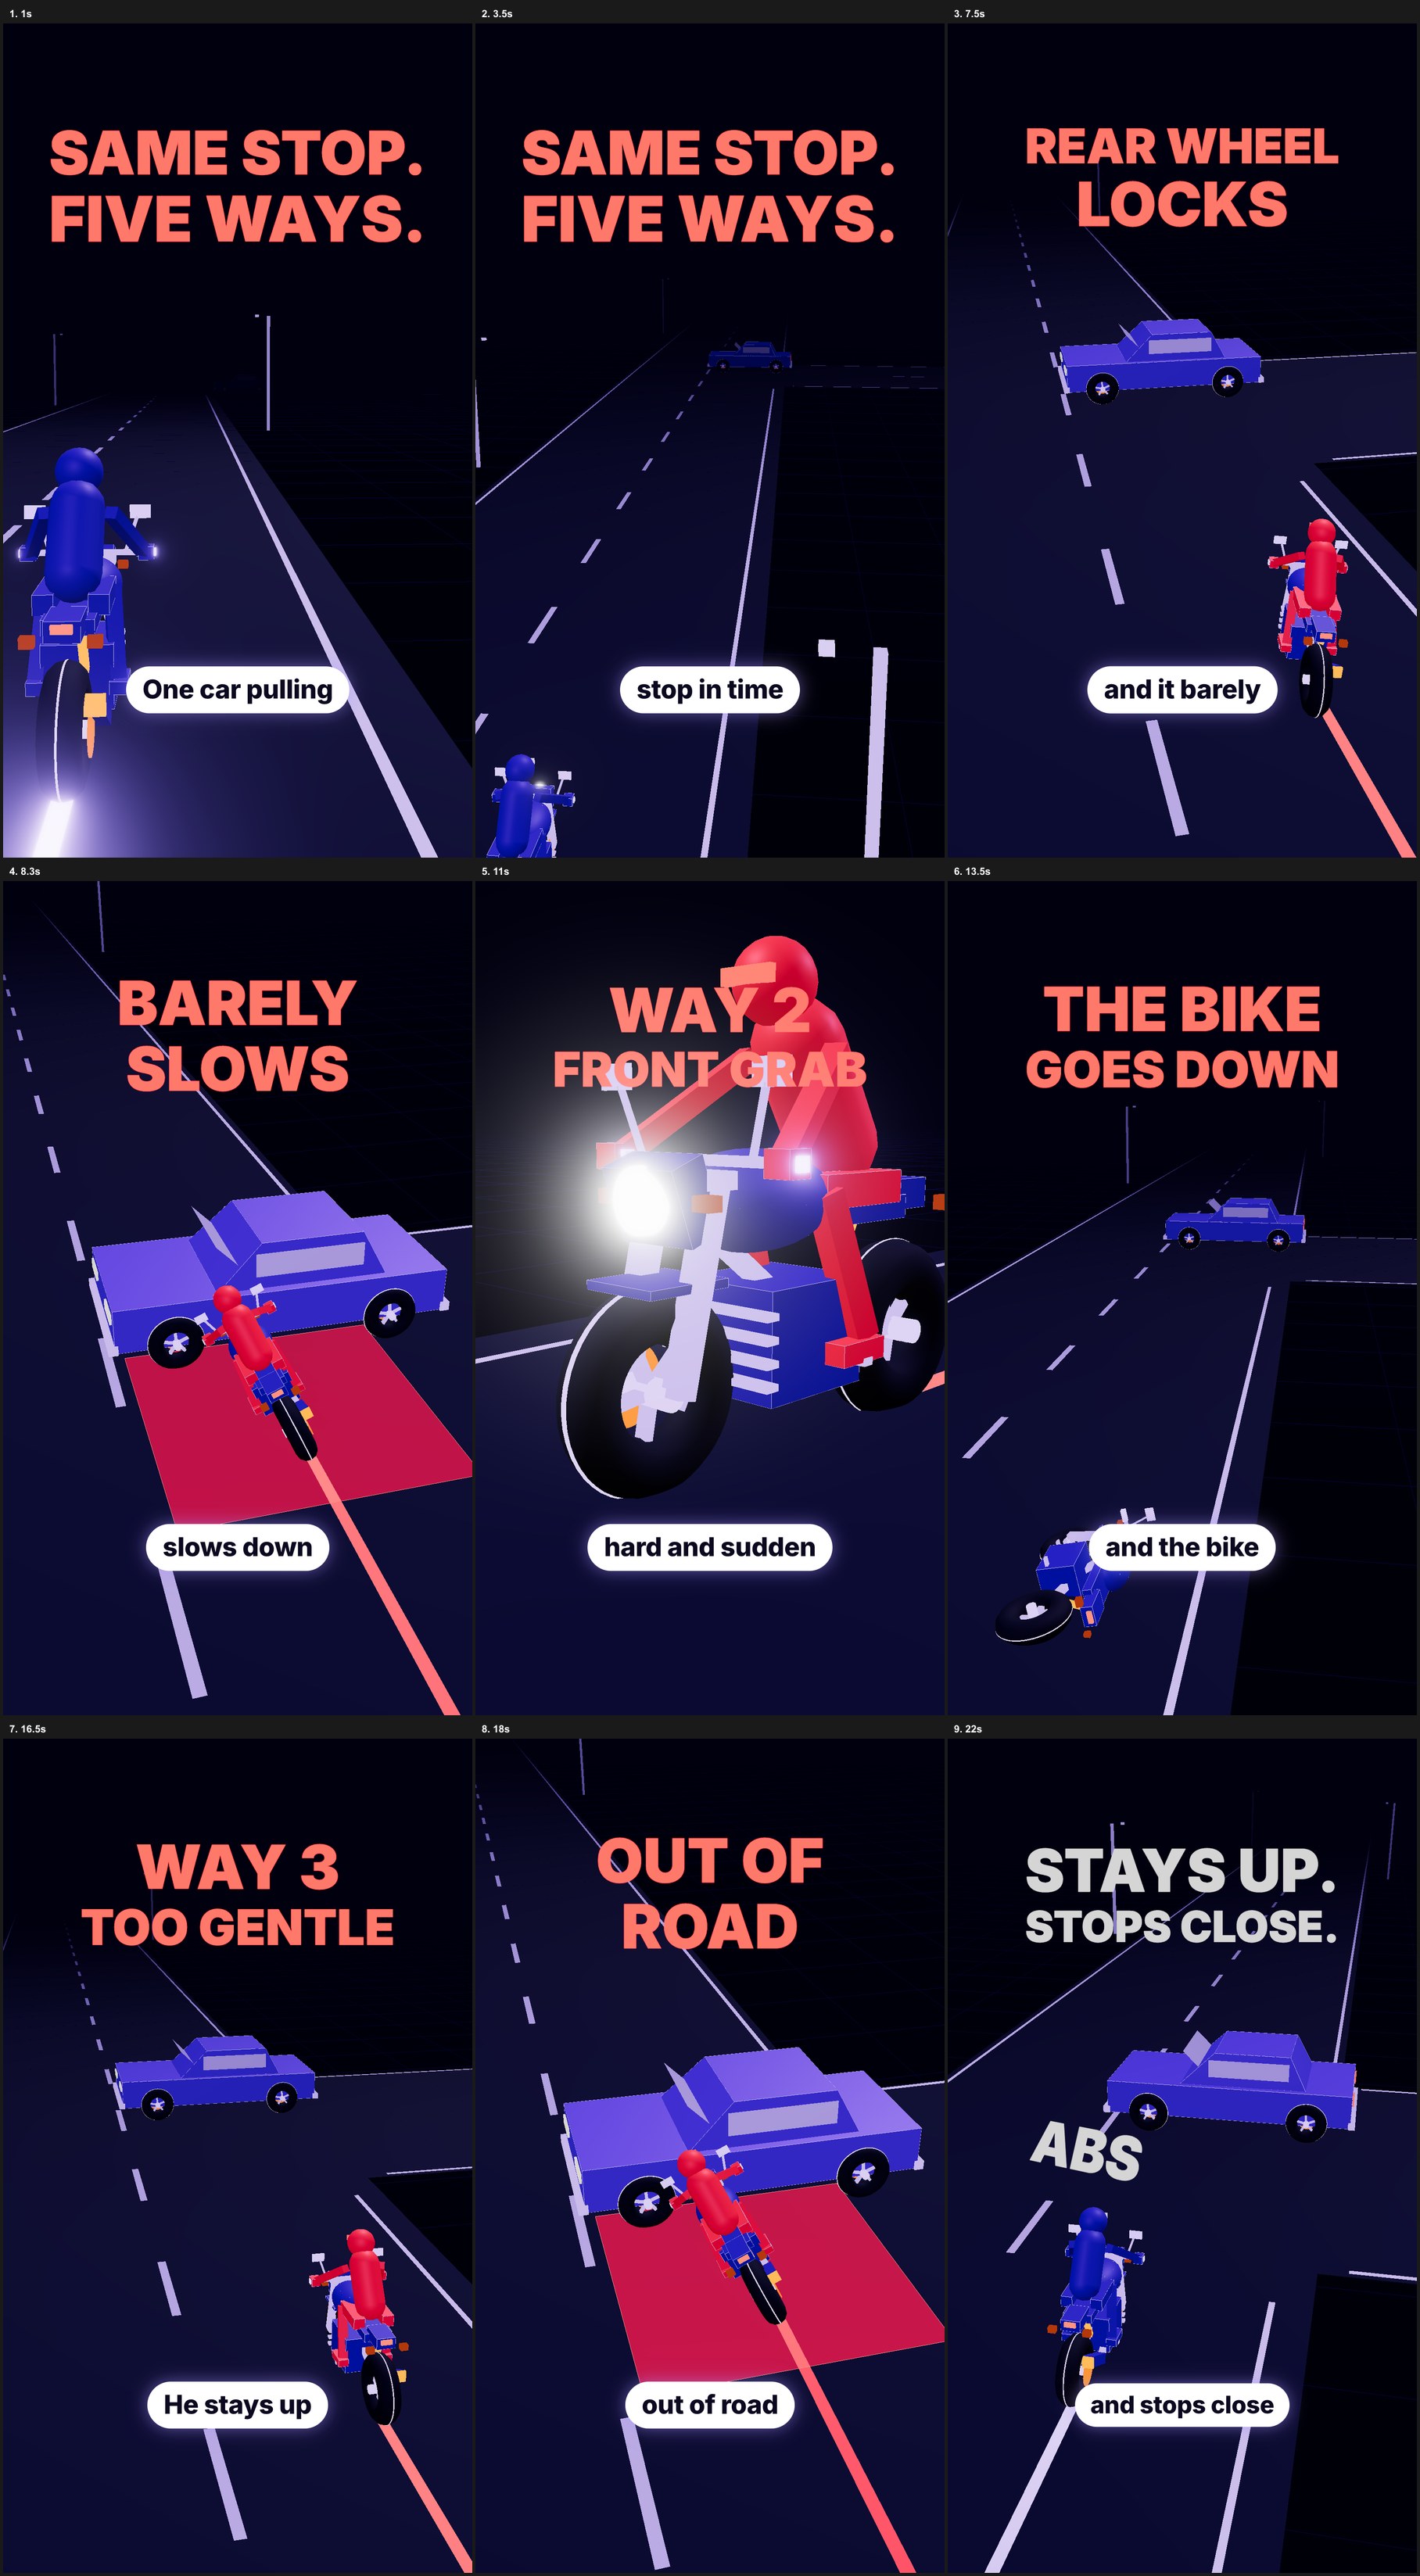 1. 1s
SAME STOP.
FIVE WAYS.
One car pulling
2. 3.5s
SAME STOP.
FIVE WAYS.
stop in time
3. 7.5s
REAR WHEEL
LOCKS
and it barely
4. 8.3s
BARELY
SLOWS
slows down
5. 11s
WAY 2
FRONT GRAB
hard and sudden
6. 13.5s
THE BIKE
GOES DOWN
and the bike
7. 16.5s
WAY 3
TOO GENTLE
He stays up
8. 18s
OUT OF
ROAD
out of road
9. 22s
STAYS UP.
STOPS CLOSE.
ABS
and stops close